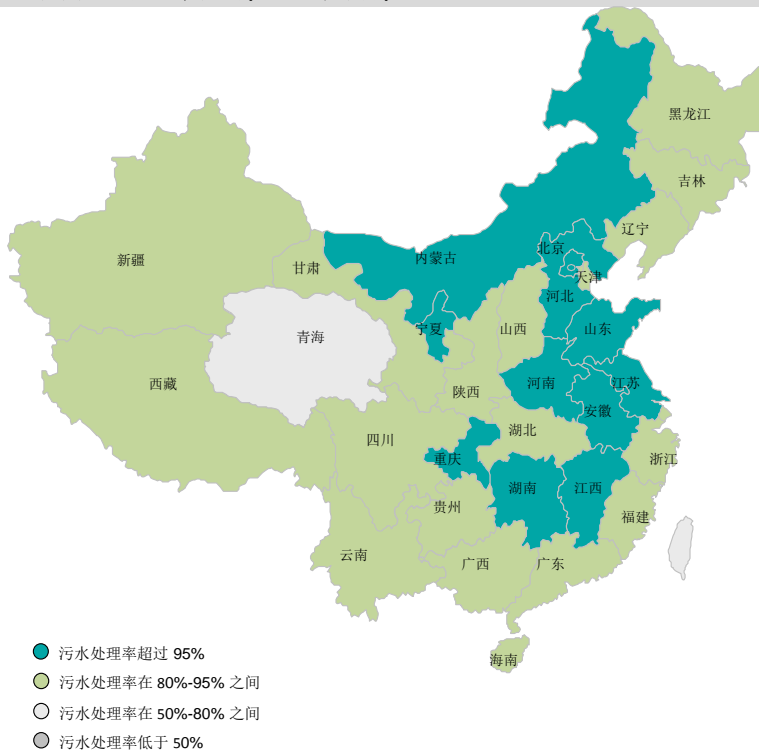 黑龙江
吉林
辽宁
北京
内蒙古
新疆
甘肃
天津
河北
宁夏
山西
山东
青海
西藏
河南
江苏
陕西
安徽
湖北
四川
重庆
浙江
湖南
江西
贵州
福建
云南
广西
广东
海南
污水处理率超过 95%
污水处理率在 80%-95% 之间
污水处理率在 50%-80% 之间
污水处理率低于 50%